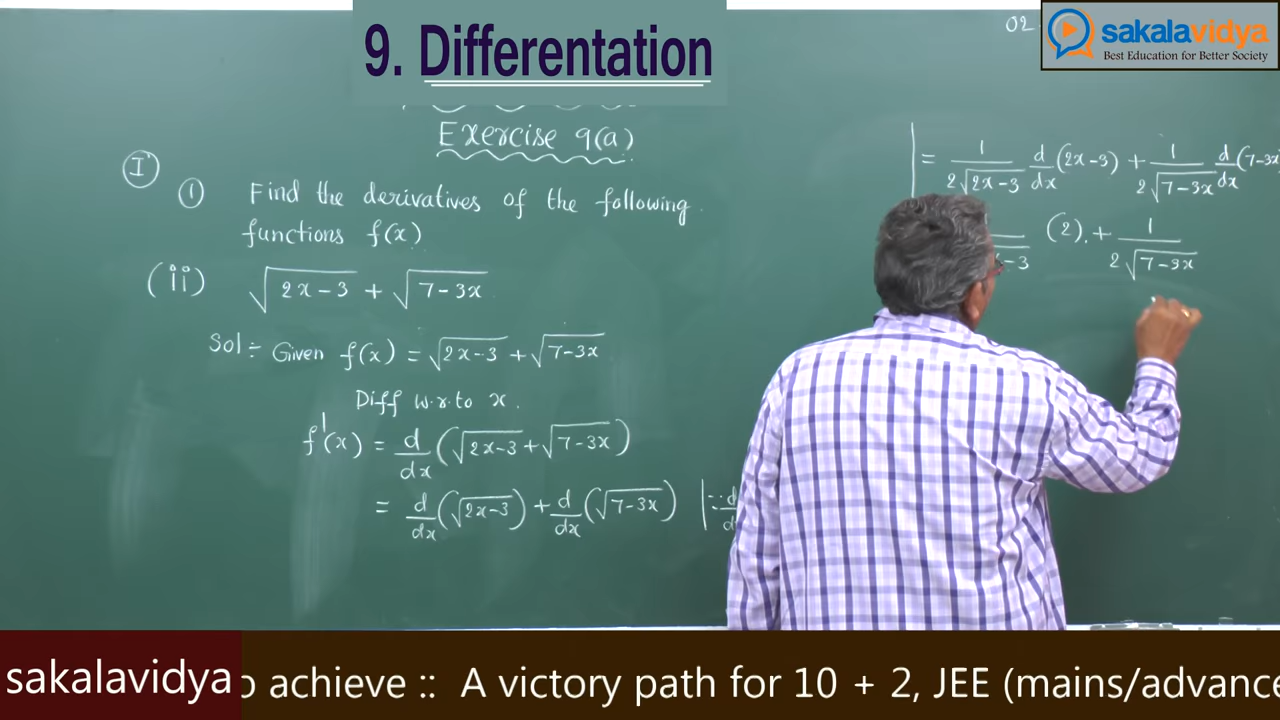 9. Differentation
02
sakalavidya
Best Education for Better Society
Exercise 9(a)
I
(1) Find the derivatives of the following
functions f(x)
(ii) √(2x-3) + √(7-3x)
Sol:- Given f(x) = √(2x-3) + √(7-3x)
Diff w.r.to x.
f'(x) = d/dx (√(2x-3) + √(7-3x))
= d/dx (√(2x-3)) + d/dx (√(7-3x)) | ∵ d/d
= 1/(2√(2x-3)) d/dx (2x-3) + 1/(2√(7-3x)) d/dx (7-3x
-3 (2). + 1/(2√(7-3x))
sakalavidya
o achieve :: A victory path for 10 + 2, JEE (mains/advance